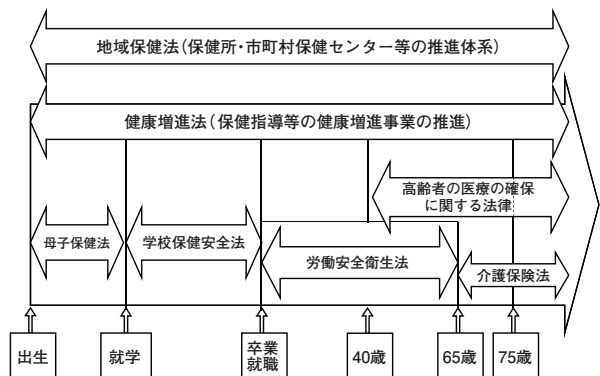 地域保健法(保健所・市町村保健センター等の推進体系)
健康増進法(保健指導等の健康増進事業の推進)
高齢者の医療の確保
に関する法律
母子保健法
学校保健安全法
労働安全衛生法
介護保険法
出生
就学
卒業
就職
40歳
65歳
75歳